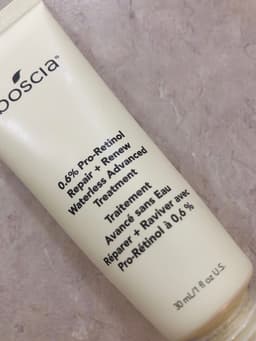 boscia™
0.6% Pro-Retinol
Repair + Renew
Waterless Advanced
Treatment
Traitement
Avancé sans Eau
Réparer + Raviver avec
Pro-Rétinol à 0,6 %
30 ml/1 fl oz U.S.